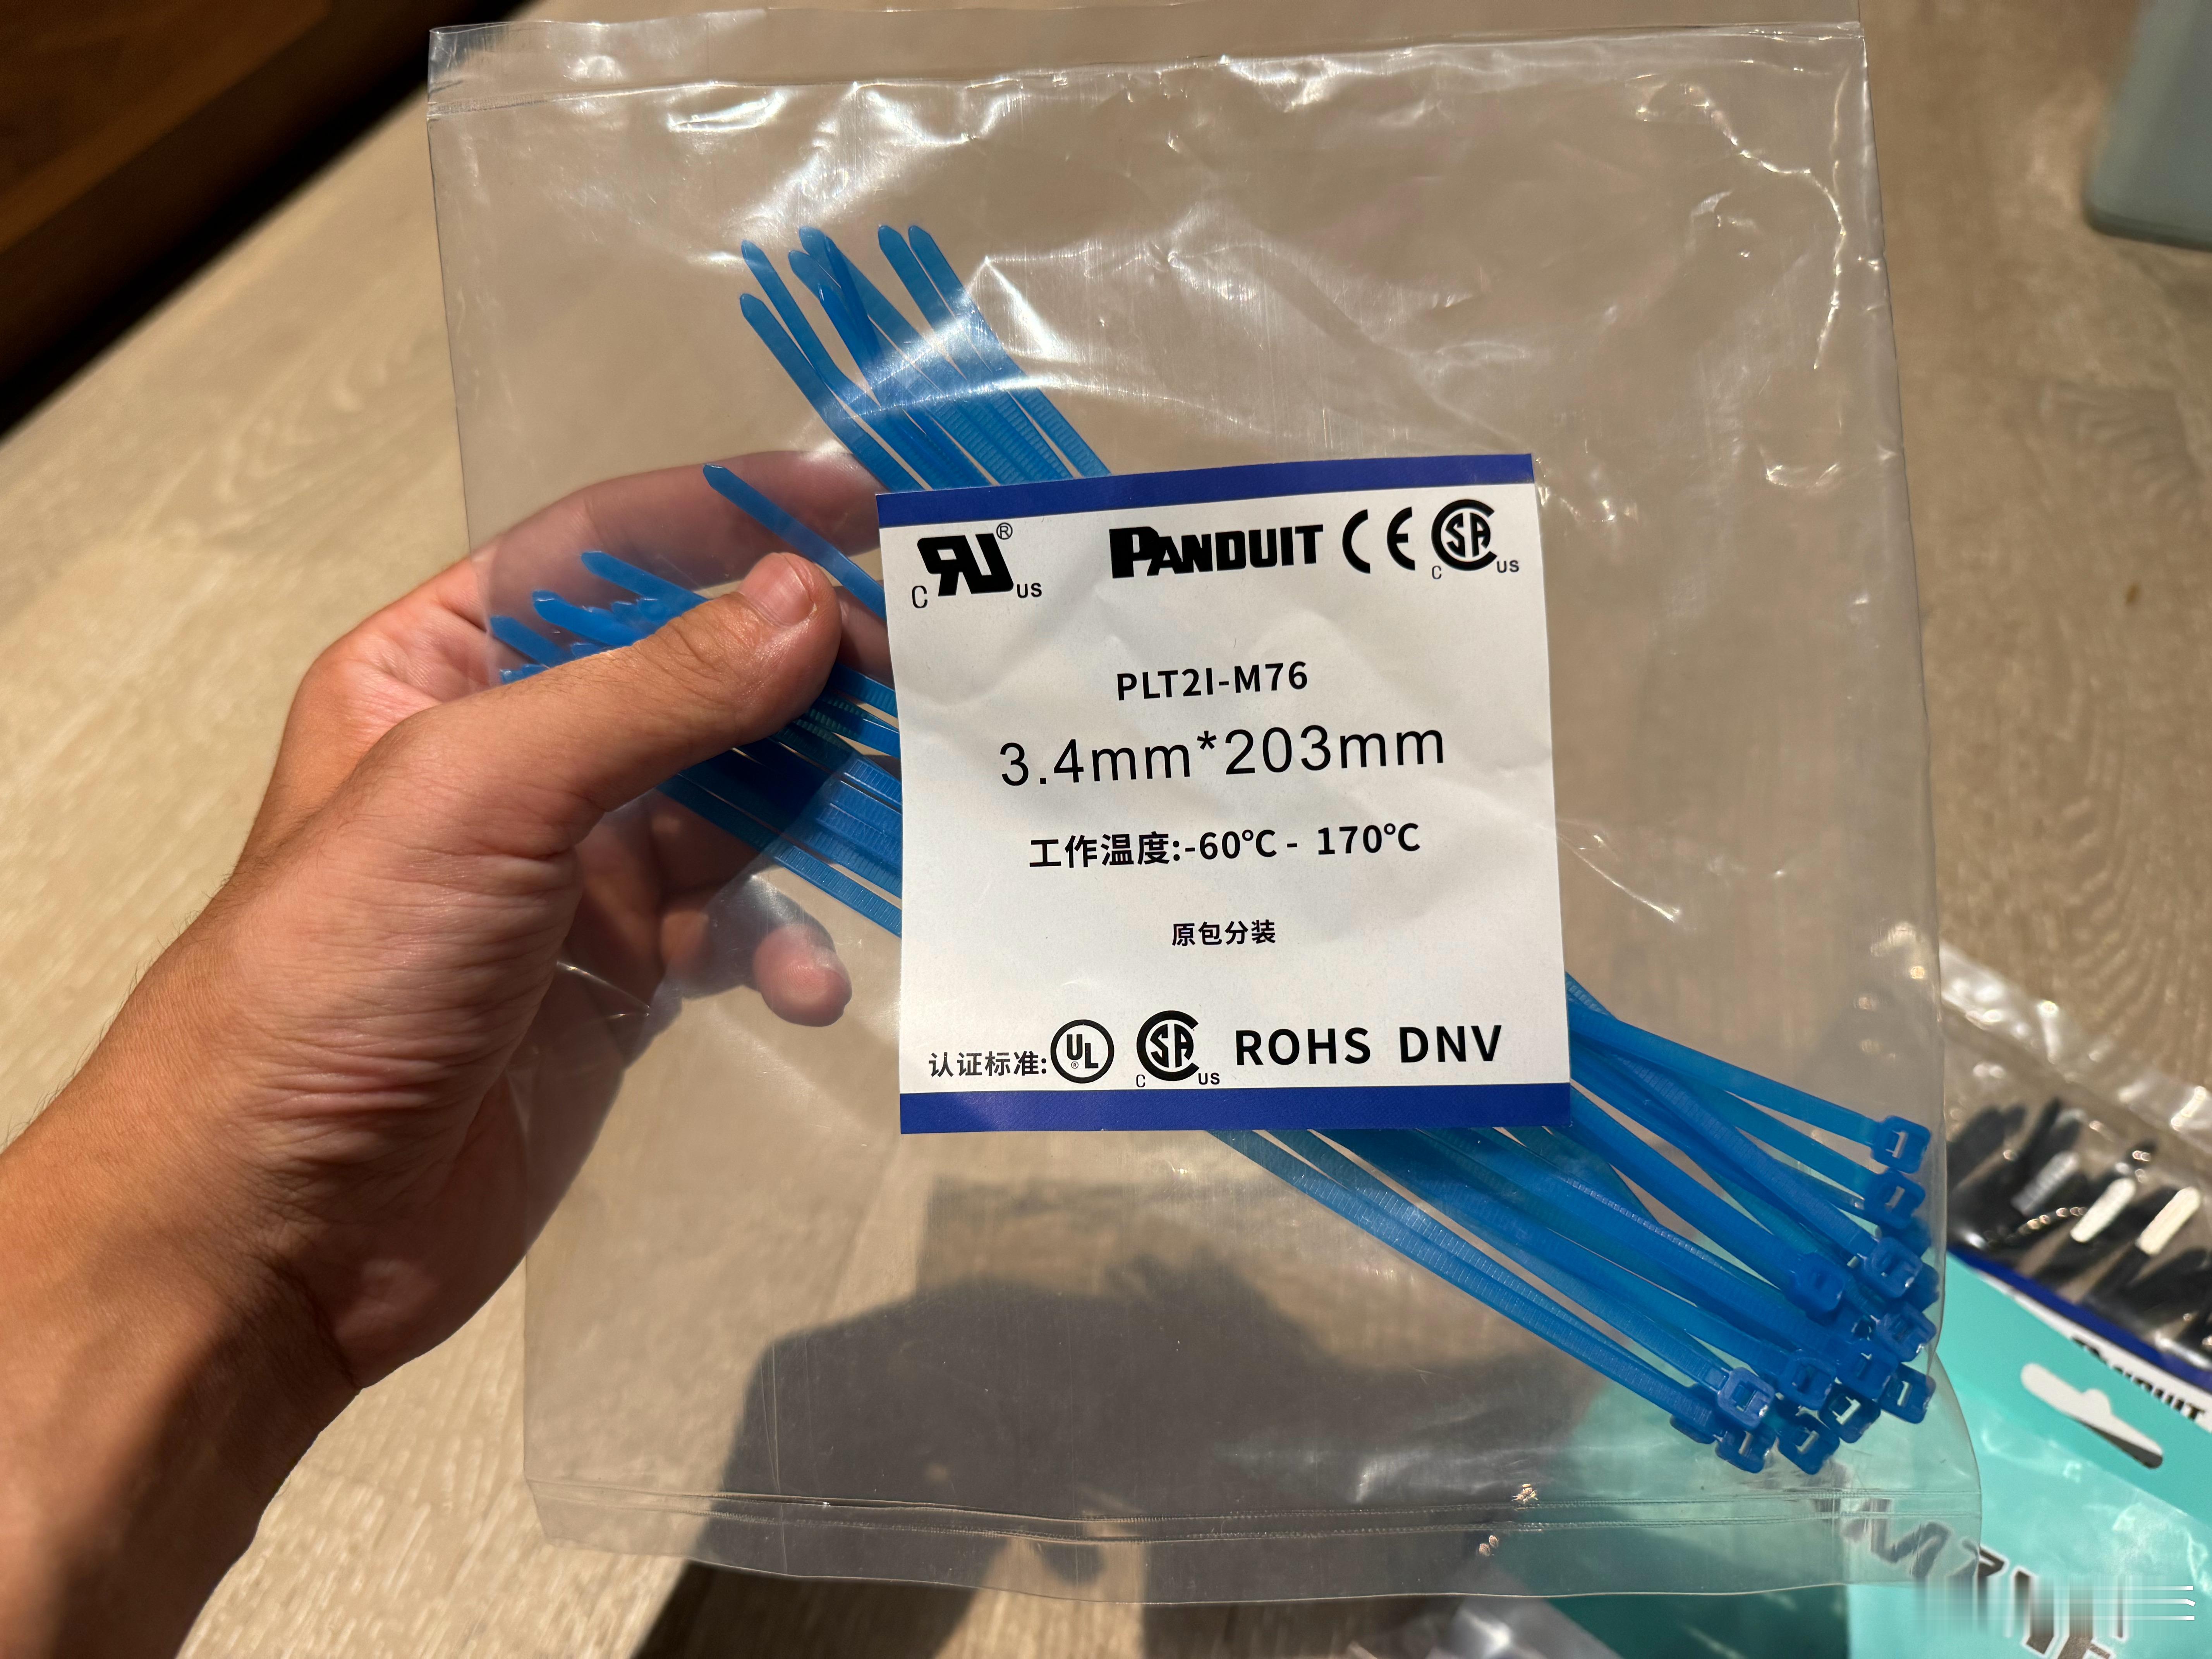 C RU ® US PANDUIT CE C SA US
PLT2I-M76
3.4mm*203mm
工作温度:-60℃- 170℃
原包分装
认证标准: UL ® C SA US ROHS DNV
PANDUIT